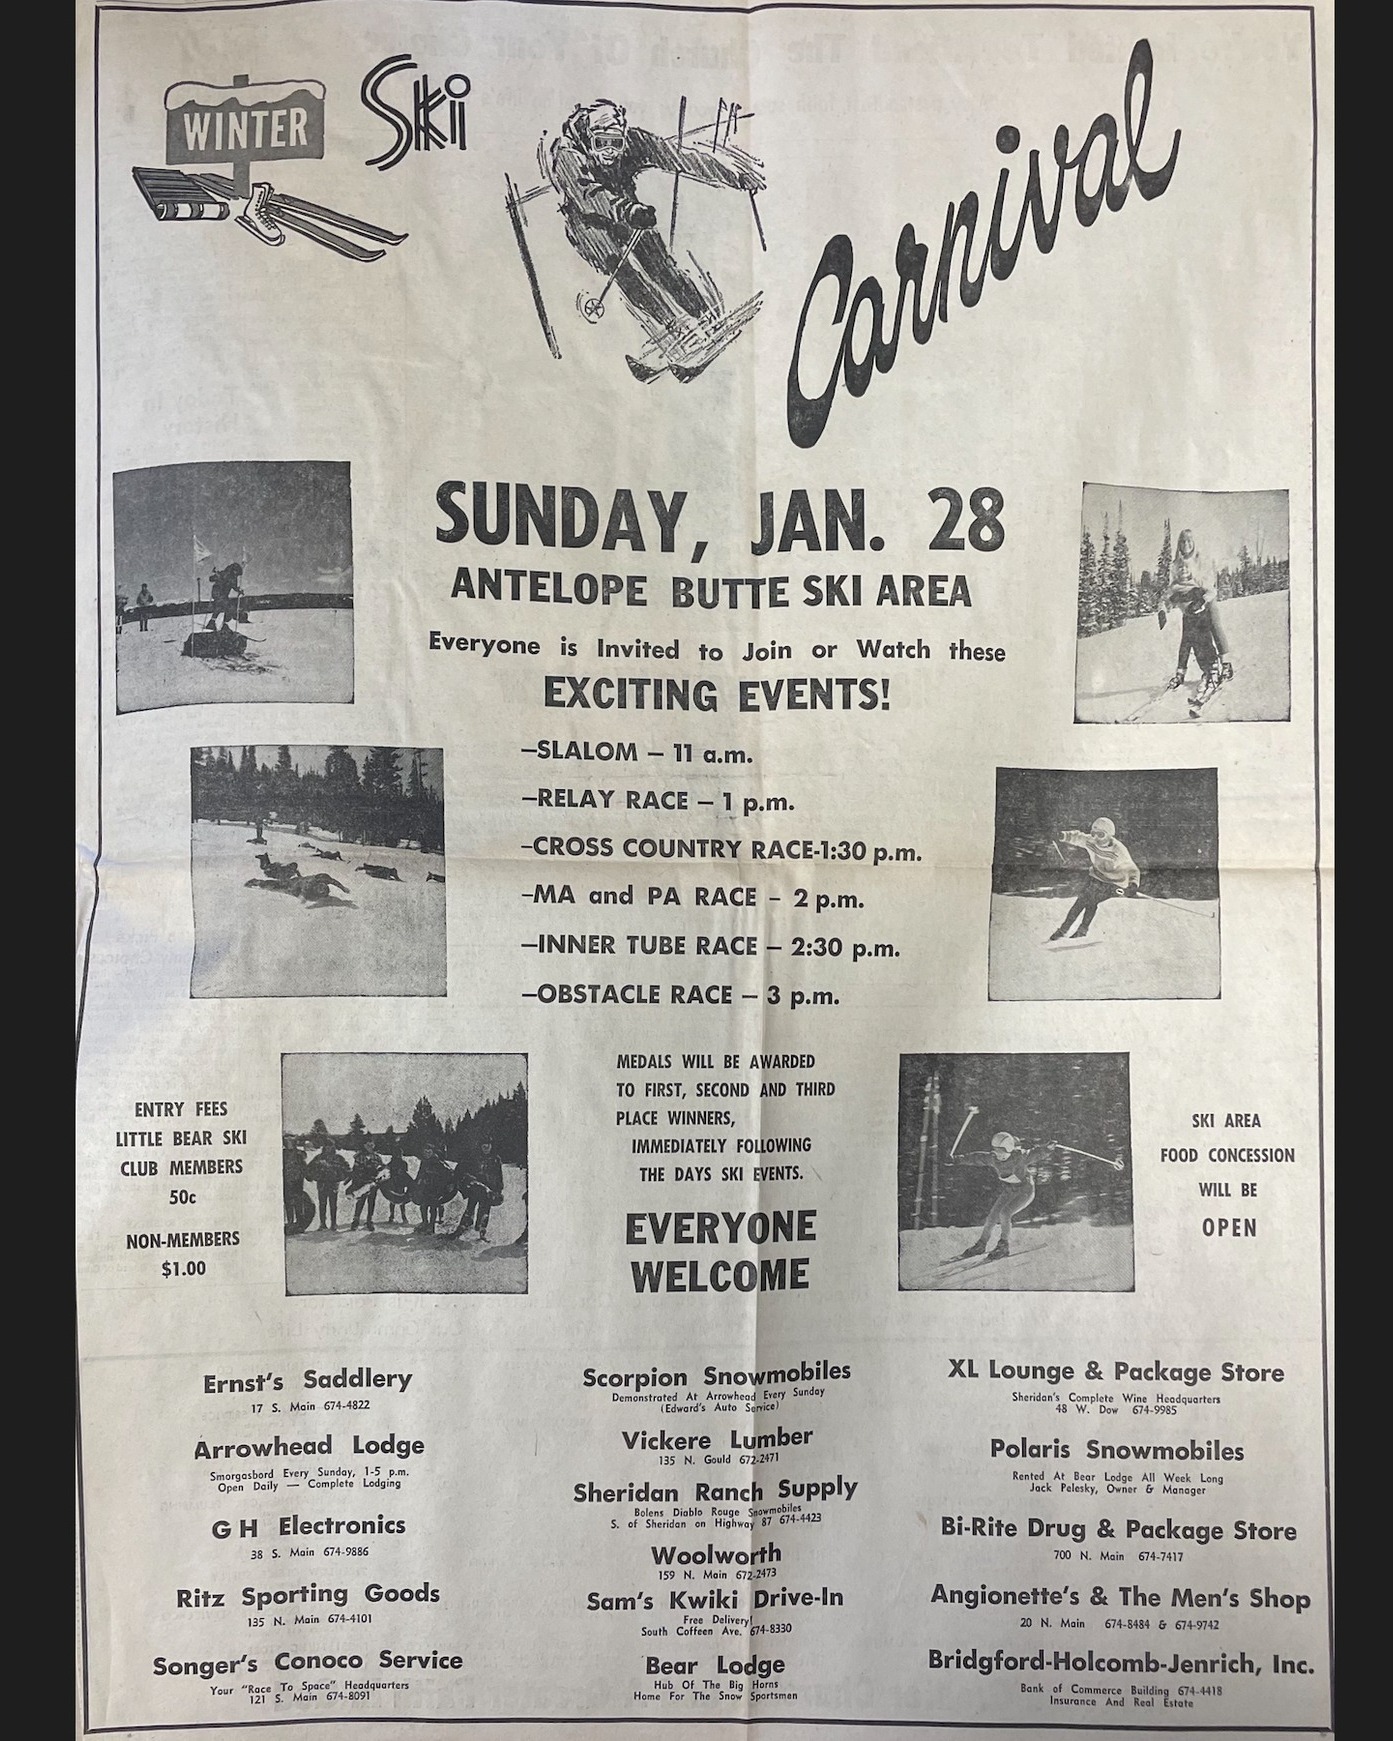 WINTER
Ski
Carnival
SUNDAY, JAN. 28
ANTELOPE BUTTE SKI AREA
Everyone is Invited to Join or Watch these
EXCITING EVENTS!
—SLALOM — 11 a.m.
—RELAY RACE — 1 p.m.
—CROSS COUNTRY RACE-1:30 p.m.
—MA and PA RACE - 2 p.m.
—INNER TUBE RACE — 2:30 p.m.
—OBSTACLE RACE — 3 p.m.
ENTRY FEES
LITTLE BEAR SKI
CLUB MEMBERS
50c
NON-MEMBERS
$1.00
MEDALS WILL BE AWARDED
TO FIRST, SECOND AND THIRD
PLACE WINNERS,
IMMEDIATELY FOLLOWING
THE DAYS SKI EVENTS.
EVERYONE
WELCOME
SKI AREA
FOOD CONCESSION
WILL BE
OPEN
Ernst's Saddlery
17 S. Main 674-4822
Arrowhead Lodge
Smorgasbord Every Sunday, 1-5 p.m.
Open Daily — Complete Lodging
G H Electronics
38 S. Main 674-9886
Ritz Sporting Goods
135 N. Main 674-4101
Songer's Conoco Service
Your "Race To Space" Headquarters
121 S. Main 674-8091
Scorpion Snowmobiles
Demonstrated At Arrowhead Every Sunday
(Edward's Auto Service)
Vickere Lumber
135 N. Gould 672-2471
Sheridan Ranch Supply
Bolens Diablo Rouge Snowmobiles
S. of Sheridan on Highway 87 674-4423
Woolworth
159 N. Main 672-2473
Sam's Kwiki Drive-In
Free Delivery!
South Coffeen Ave. 674-8330
Bear Lodge
Hub Of The Big Horns
Home For The Snow Sportsmen
XL Lounge & Package Store
Sheridan's Complete Wine Headquarters
48 W. Dow 674-9985
Polaris Snowmobiles
Rented At Bear Lodge All Week Long
Jack Pelesky, Owner & Manager
Bi-Rite Drug & Package Store
700 N. Main 674-7417
Angionette's & The Men's Shop
20 N. Main 674-8484 & 674-9742
Bridgford-Holcomb-Jenrich, Inc.
Bank of Commerce Building 674-4418
Insurance And Real Estate